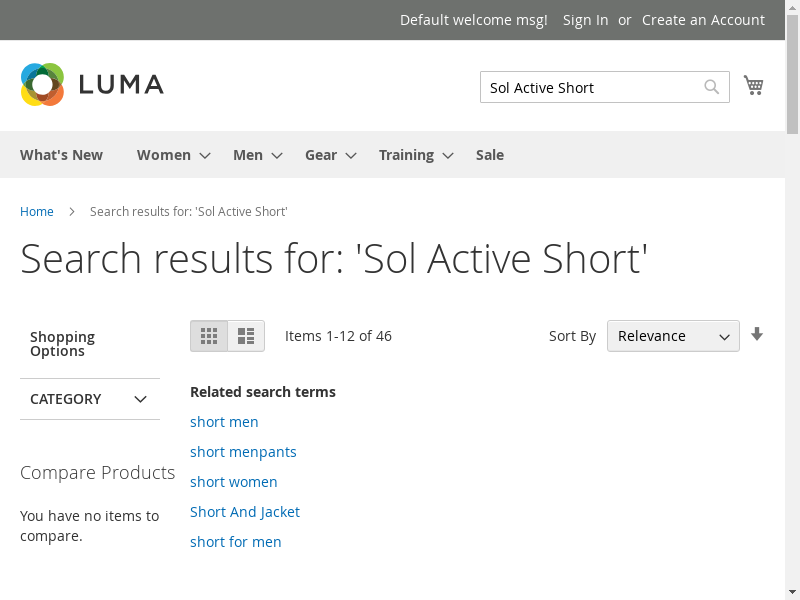 Default welcome msg! Sign In or Create an Account
LUMA
Sol Active Short
What's New Women Men Gear Training Sale
Home Search results for: 'Sol Active Short'
Search results for: 'Sol Active Short'
Shopping Options
Items 1-12 of 46
Sort By Relevance
CATEGORY
Related search terms
short men
short menpants
short women
Short And Jacket
short for men
Compare Products
You have no items to
compare.